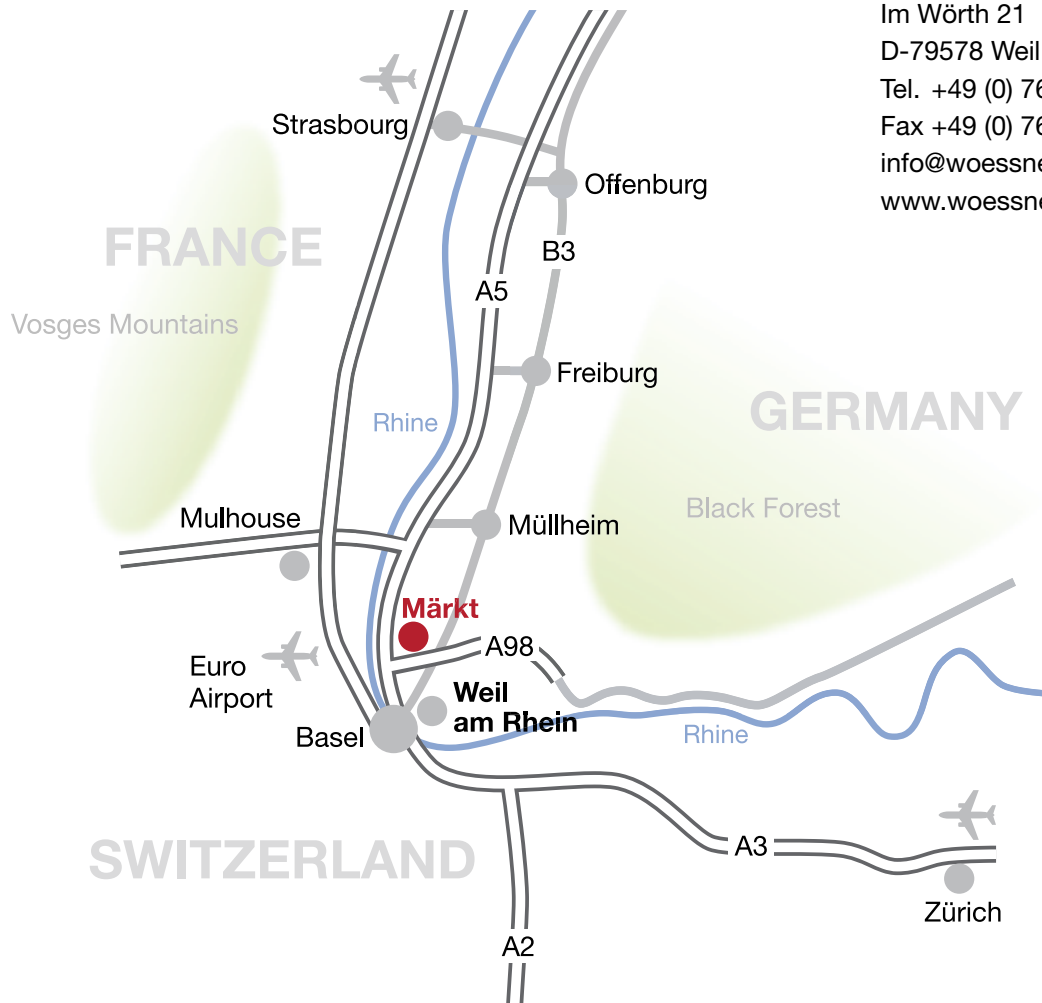 Im Wörth 21
D-79578 Weil
Tel. +49 (0) 76
Fax +49 (0) 76
info@woessne
www.woessne
Strasbourg
Offenburg
FRANCE
B3
A5
Vosges Mountains
Freiburg
GERMANY
Rhine
Black Forest
Mulhouse
Müllheim
Märkt
A98
Euro
Airport
Weil
am Rhein
Basel
Rhine
SWITZERLAND
A3
Zürich
A2